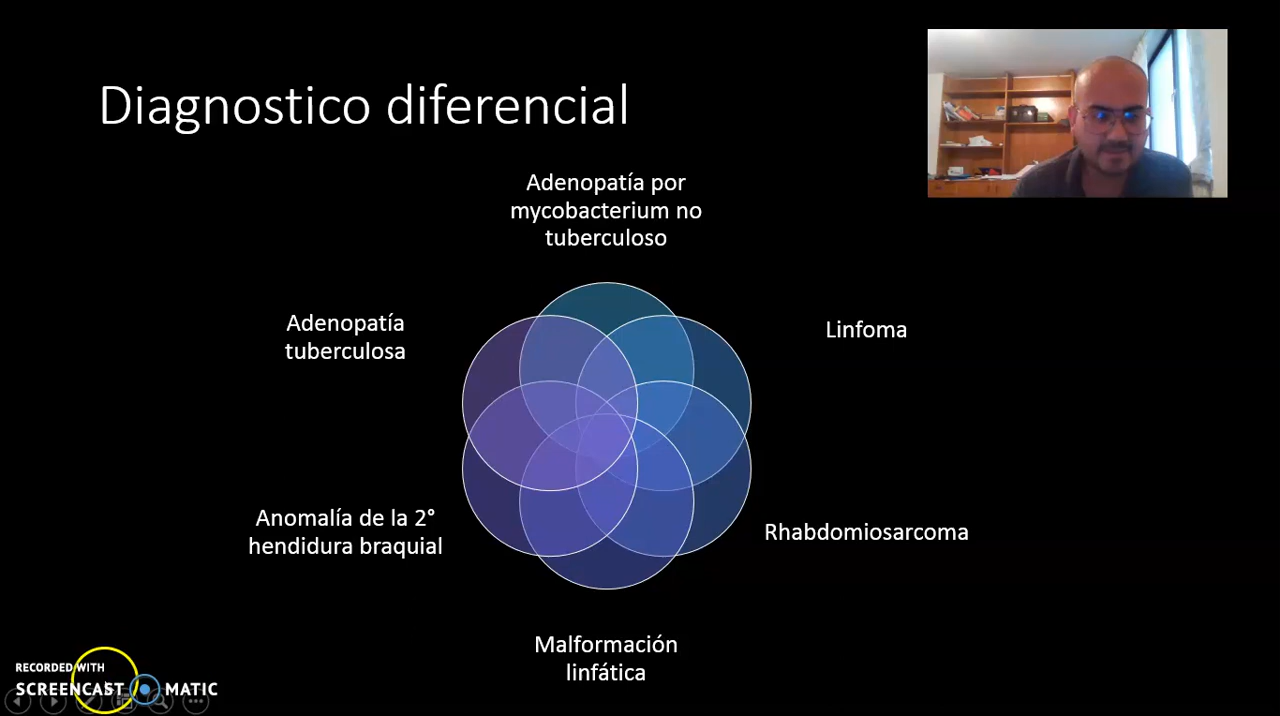 Diagnostico diferencial
Adenopatía por
mycobacterium no
tuberculoso
Linfoma
Rhabdomiosarcoma
Malformación
linfática
Anomalía de la 2°
hendidura braquial
Adenopatía
tuberculosa
RECORDED WITH
SCREENCAST MATIC